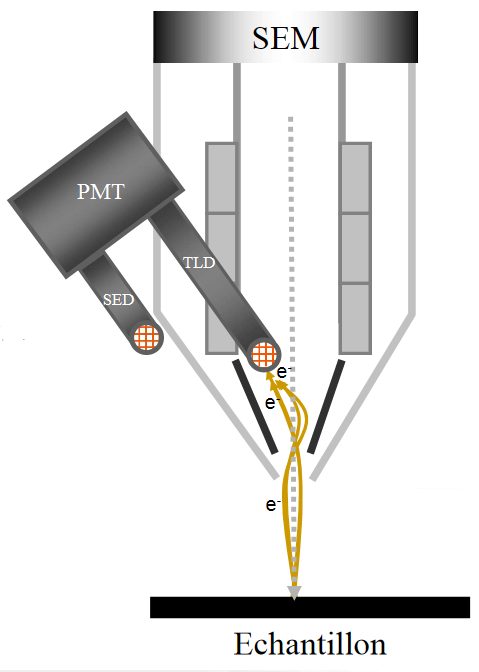 SEM
PMT
TLD
SED
e-
e-
e-
Echantillon